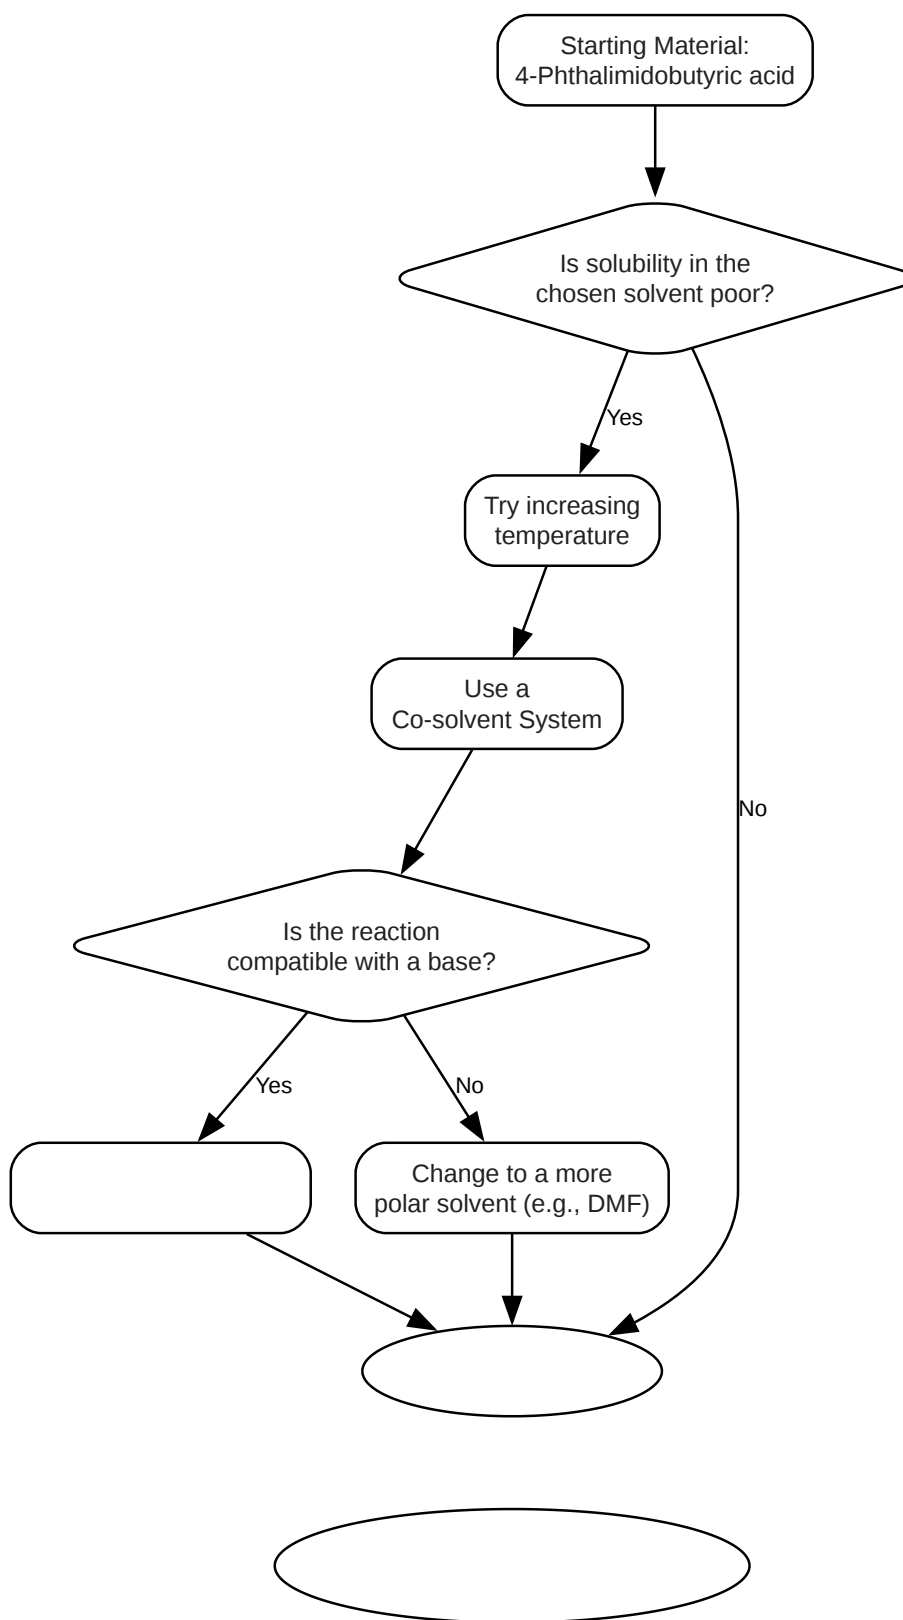 Starting Material:
4-Phthalimidobutyric acid
Is solubility in the
chosen solvent poor?
Yes
Try increasing
temperature
Use a
Co-solvent System
No
Is the reaction
compatible with a base?
Yes
No
Change to a more
polar solvent (e.g., DMF)